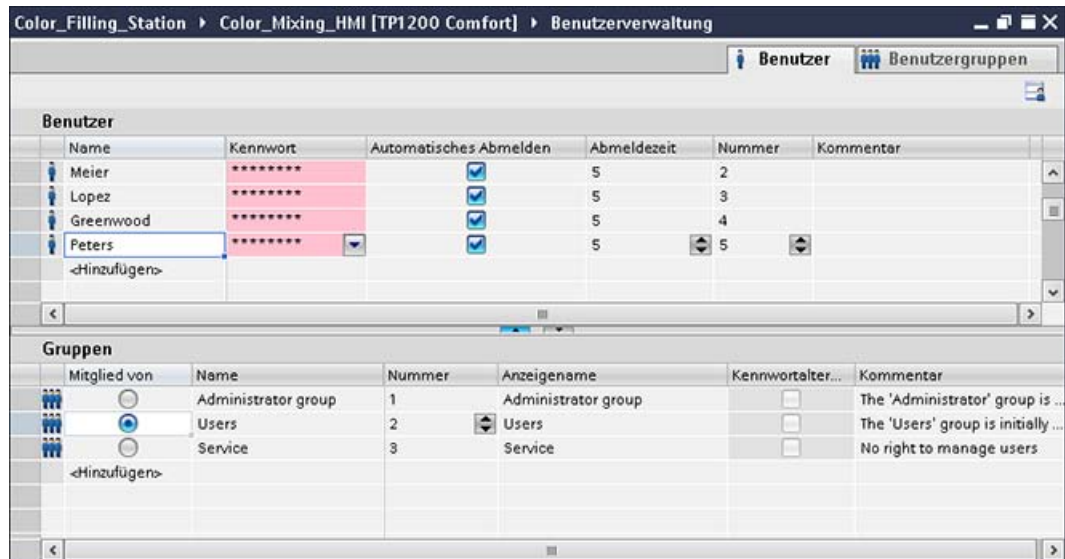 Color_Filling_Station ▸ Color_Mixing_HMI [TP1200 Comfort] ▸ Benutzerverwaltung
Benutzer Benutzergruppen
Benutzer
Name Kennwort Automatisches Abmelden Abmeldezeit Nummer Kommentar
Meier ******** 5 2
Lopez ******** 5 3
Greenwood ******** 5 4
Peters ******** 5 5
<Hinzufügen>
Gruppen
Mitglied von Name Nummer Anzeigename Kennwortalter... Kommentar
Administrator group 1 Administrator group The 'Administrator' group is ...
Users 2 Users The 'Users' group is initially ...
Service 3 Service No right to manage users
<Hinzufügen>